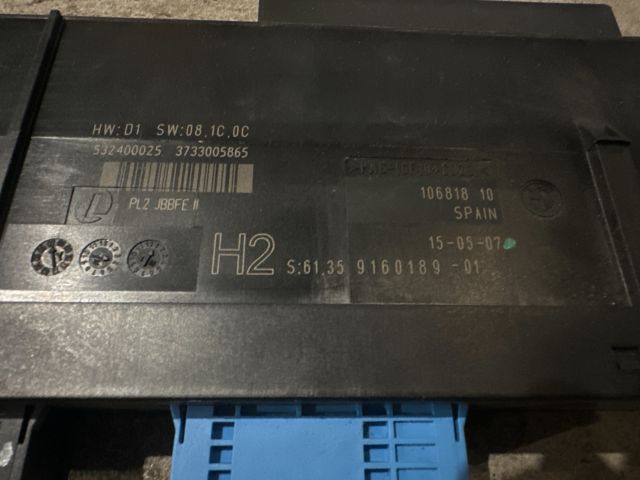 HW:D1 SW:08.1C.0C
532400025 3733005865
PL2 JBBFE II
106818 10
SPAIN
15-05-07
H2 S:61.35 9160189 -01